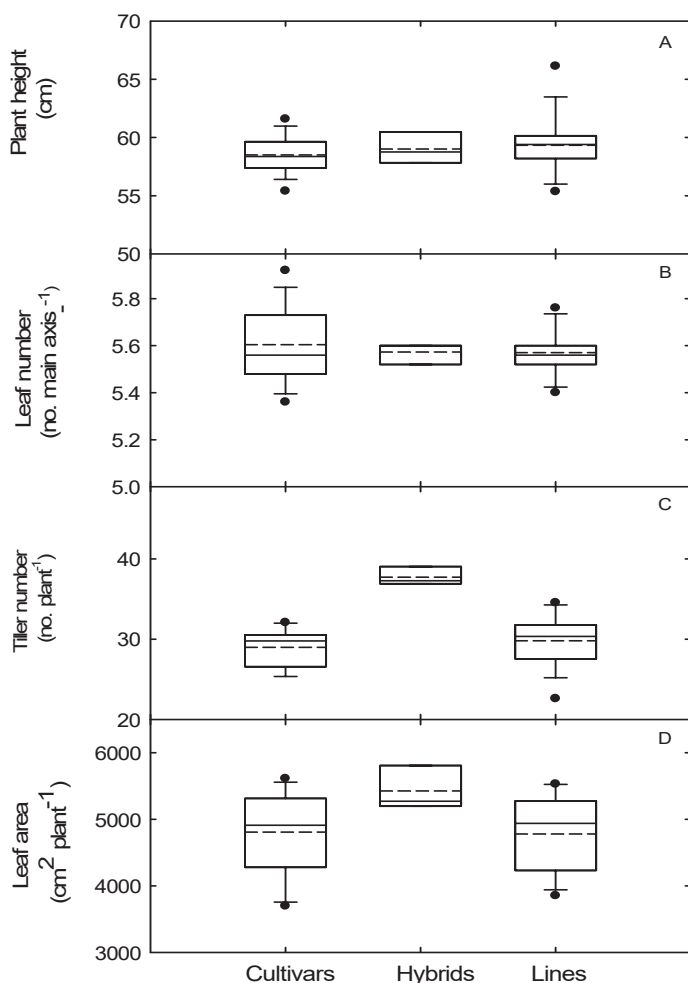 70
A
65
60
55
50
Plant height
(cm)
B
5.8
5.6
5.4
5.2
5.0
Leaf number
(no. main axis⁻¹)
C
40
30
20
Tiller number
(no. plant⁻¹)
D
6000
5000
4000
3000
Leaf area
(cm² plant⁻¹)
Cultivars Hybrids Lines